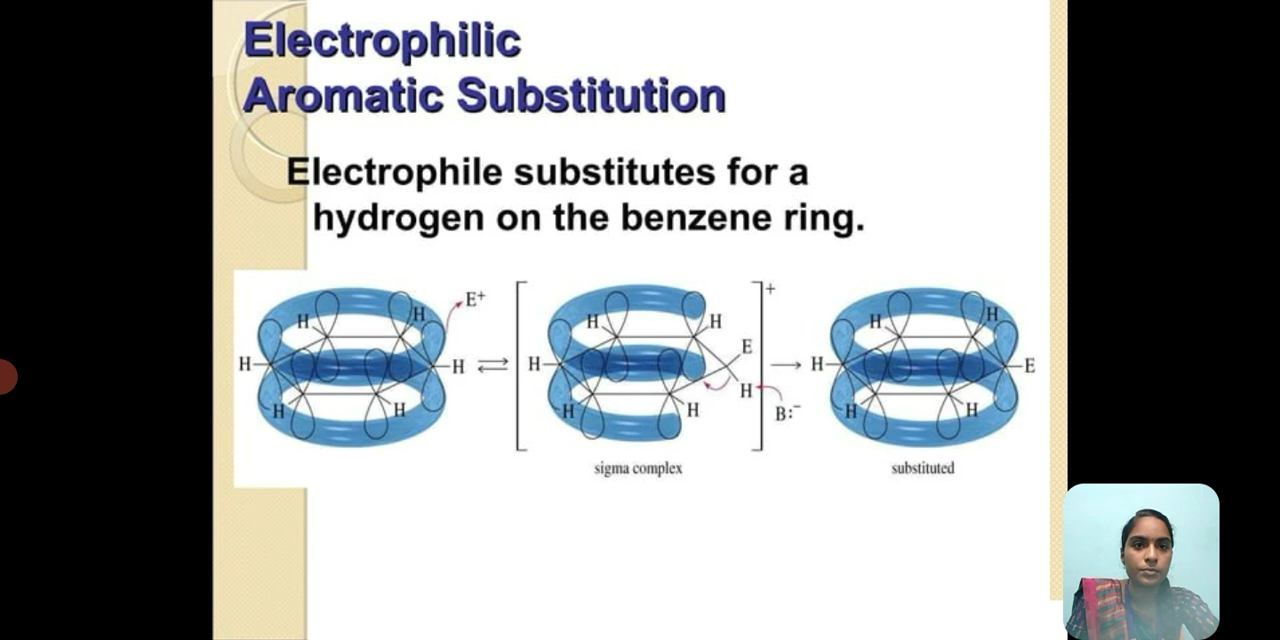 Electrophilic
Aromatic Substitution
Electrophile substitutes for a
hydrogen on the benzene ring.
H H E⁺ H H H H
H H E H H + H
H H H H E H H B:⁻
sigma complex
substituted